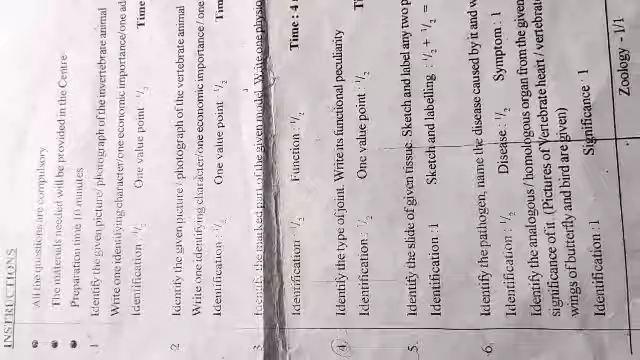 INSTRUCTIONS
All the questions are compulsory
The materials needed will be provided in the Centre
Preparation time 10 minutes
1 Identify the given picture/ photograph of the invertebrate animal
Write one identifying character/one economic importance/one ad
Identification : 1/2 One value point : 1/2 Time
2 Identify the given picture / photograph of the vertebrate animal
Write one identifying character/one economic importance / one
Identification : 1/2 One value point : 1/2 Tim
3 Identify the marked part of the given model. Write one physio
Identification : 1/2 Function : 1/2 Time : 4
4. Identify the type of joint. Write its functional peculiarity
Identification : 1/2 One value point : 1/2 Ti
5. Identify the slide of given tissue. Sketch and label any two p
Identification : 1 Sketch and labelling : 1/2 + 1/2 =
6. Identify the pathogen, name the disease caused by it and w
Identification : 1/2 Disease : 1/2 Symptom : 1
Identify the analogous / homologous organ from the given
significance of it. (Pictures of Vertebrate heart / vertebrat
wings of butterfly and bird are given)
Identification : 1 Significance : 1
Zoology - 1/1